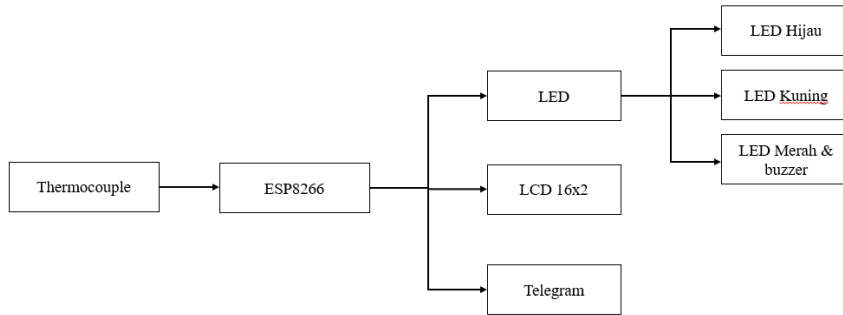 Thermocouple
ESP8266
LED
LCD 16x2
Telegram
LED Hijau
LED Kuning
LED Merah &
buzzer